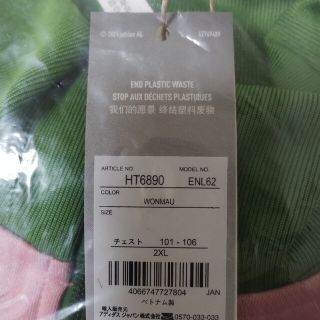 END PLASTIC WASTE
STOP AUX DÉCHETS PLASTIQUES
我们的愿景 终结塑料废物
ARTICLE NO. MODEL NO.
HT6890 ENL62
COLOR
WONMAU
SIZE
チェスト 101 - 106
2XL
4066747727804 JAN
ベトナム製
輸入販売元
アディダス ジャパン株式会社 0570-033-033